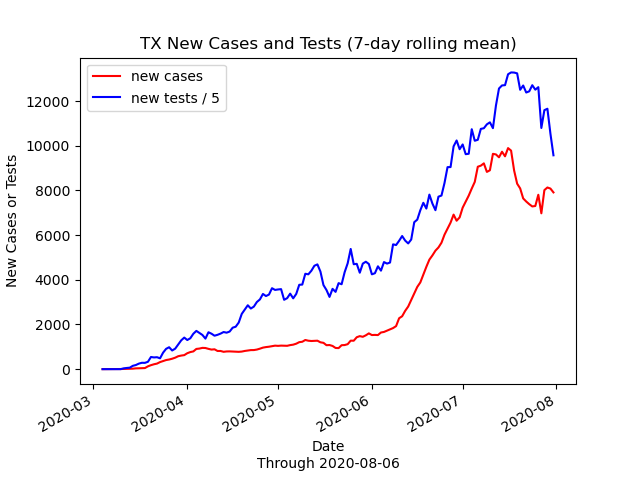 TX New Cases and Tests (7-day rolling mean)
new cases
new tests / 5
New Cases or Tests
12000
10000
8000
6000
4000
2000
0
2020-03
2020-04
2020-05
2020-06
2020-07
2020-08
Date
Through 2020-08-06